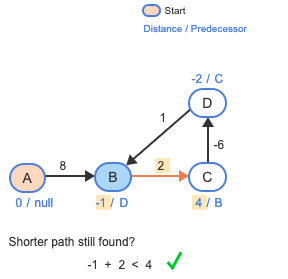 Start
Distance / Predecessor
-2 / C
D
1
-6
8
2
A
B
C
0 / null
-1 / D
4 / B
Shorter path still found?
-1 + 2 < 4